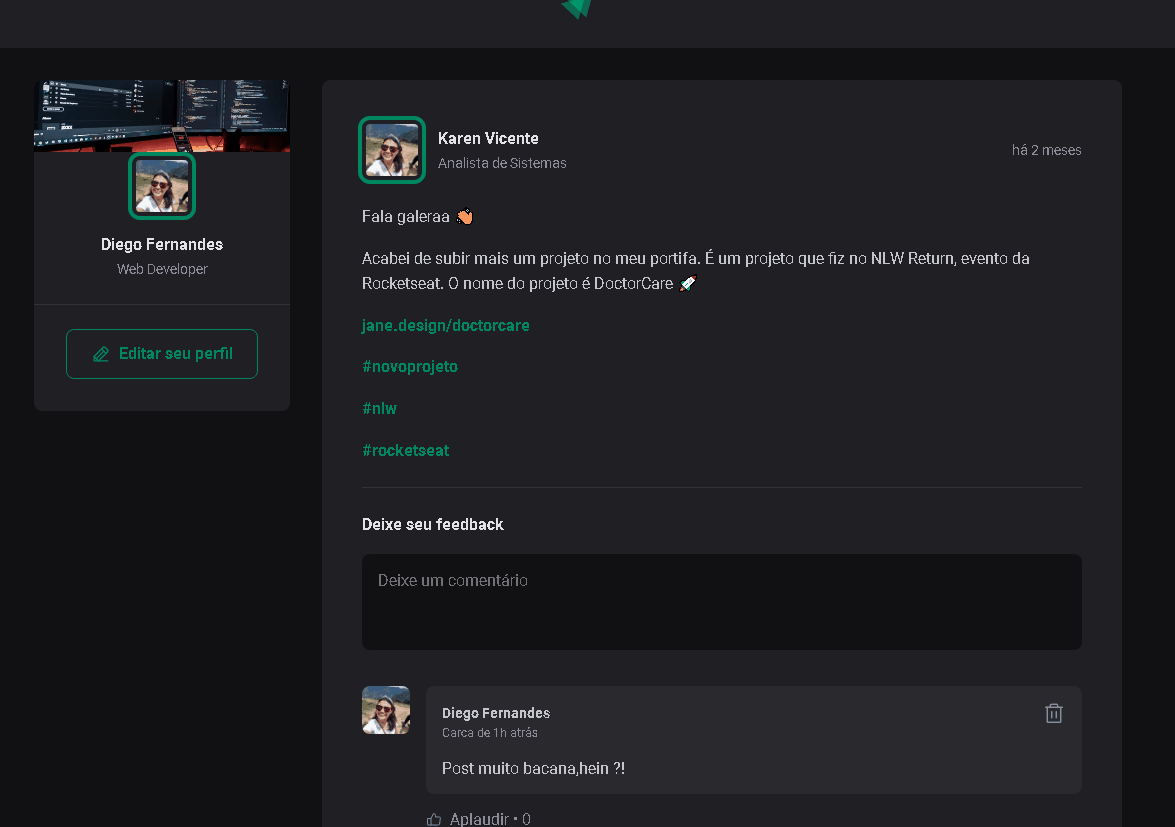 Diego Fernandes
Web Developer
Editar seu perfil
Karen Vicente
Analista de Sistemas
há 2 meses
Fala galeraa 👏
Acabei de subir mais um projeto no meu portifa. É um projeto que fiz no NLW Return, evento da
Rocketseat. O nome do projeto é DoctorCare 🚀
jane.design/doctorcare
#novoprojeto
#nlw
#rocketseat
Deixe seu feedback
Deixe um comentário
Diego Fernandes
Carca de 1h atrás
Post muito bacana,hein ?!
Aplaudir • 0